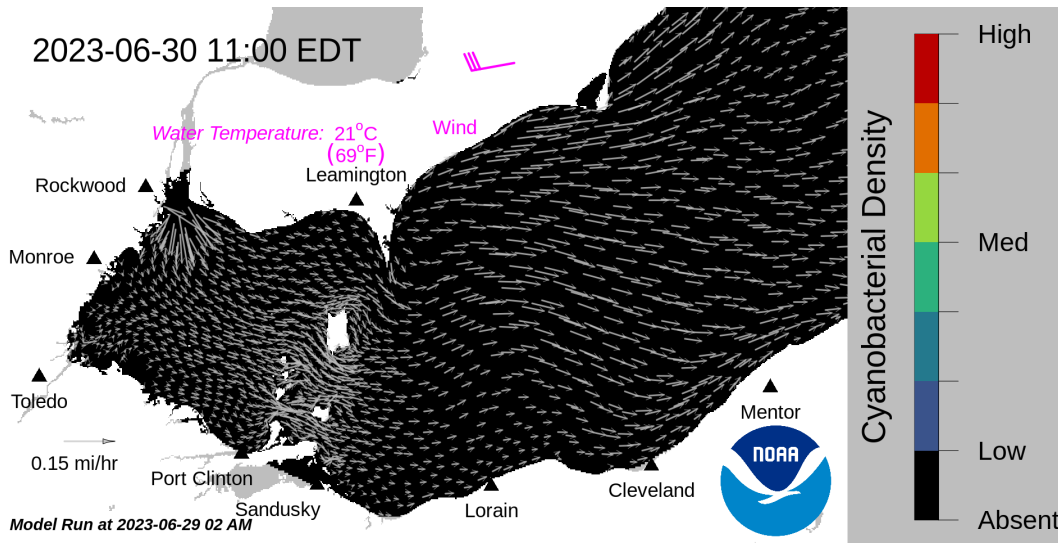 2023-06-30 11:00 EDT
High
Wind
Water Temperature: 21°C
(69°F)
Leamington
Rockwood
Monroe
Cyanobacterial Density
Med
Toledo
Mentor
NOAA
0.15 mi/hr
Low
Port Clinton
Cleveland
Sandusky
Lorain
Model Run at 2023-06-29 02 AM
Absent